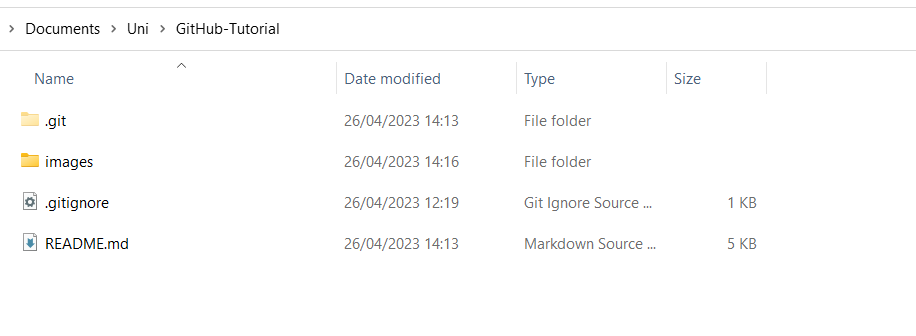 Documents Uni GitHub-Tutorial
Name Date modified Type Size
.git 26/04/2023 14:13 File folder
images 26/04/2023 14:16 File folder
.gitignore 26/04/2023 12:19 Git Ignore Source ... 1 KB
README.md 26/04/2023 14:13 Markdown Source ... 5 KB